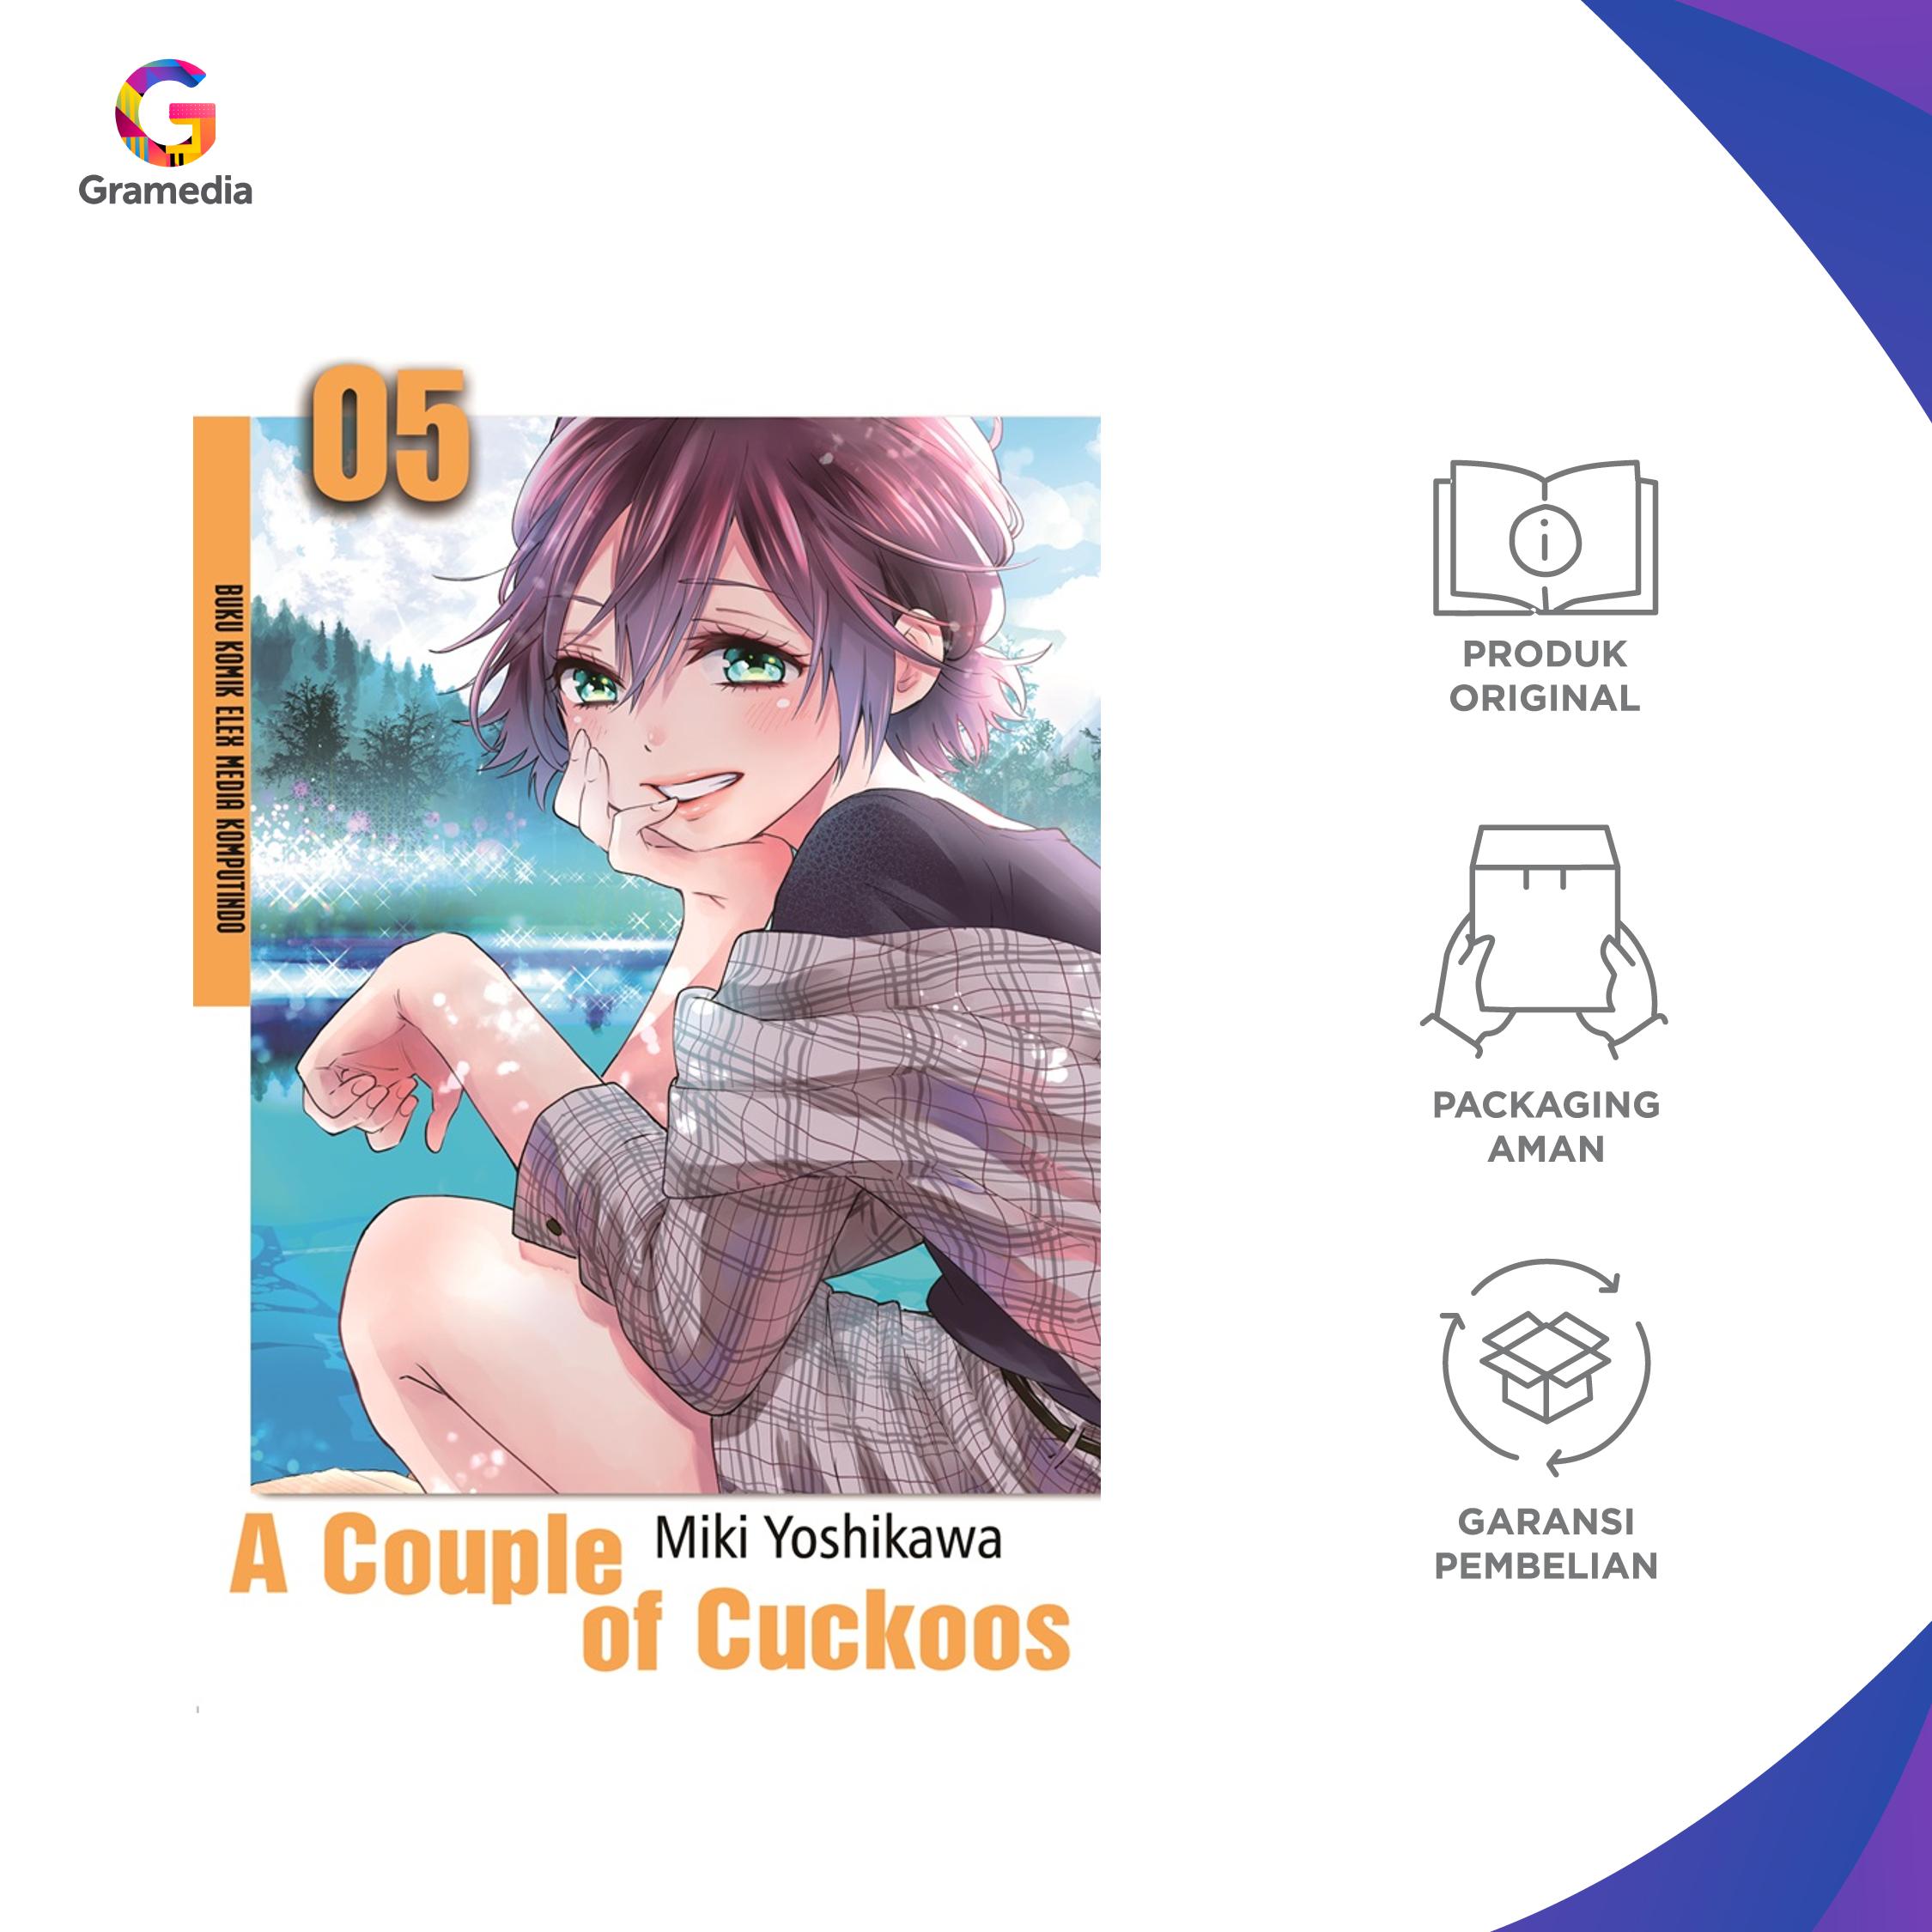 Gramedia
05
BUKU KOMIK ELEX MEDIA KOMPUTINDO
A Couple
Miki Yoshikawa
of Cuckoos
PRODUK
ORIGINAL
PACKAGING
AMAN
GARANSI
PEMBELIAN